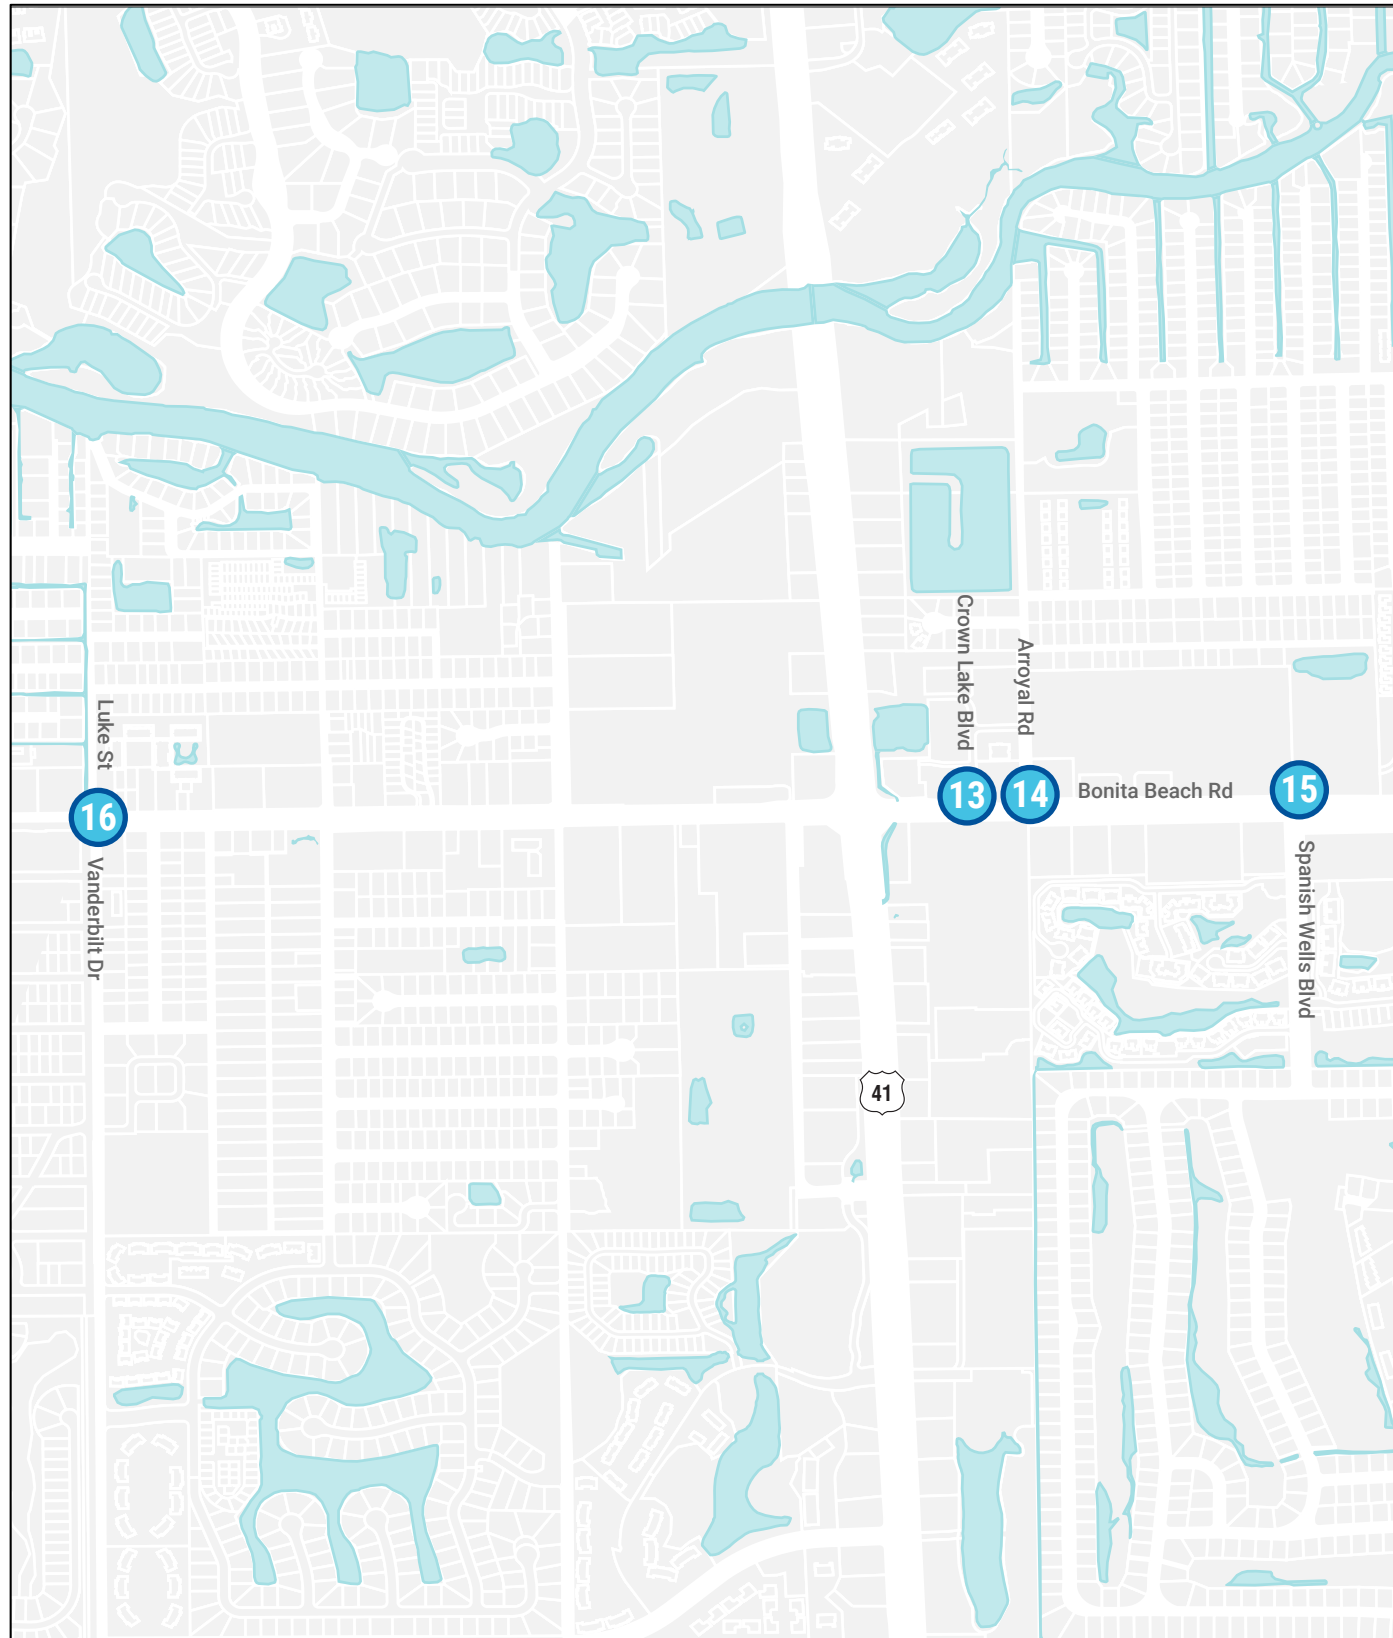 Crown Lake Blvd
Arroyal Rd
Luke St
13
14
Bonita Beach Rd
15
16
Vanderbilt Dr
Spanish Wells Blvd
41